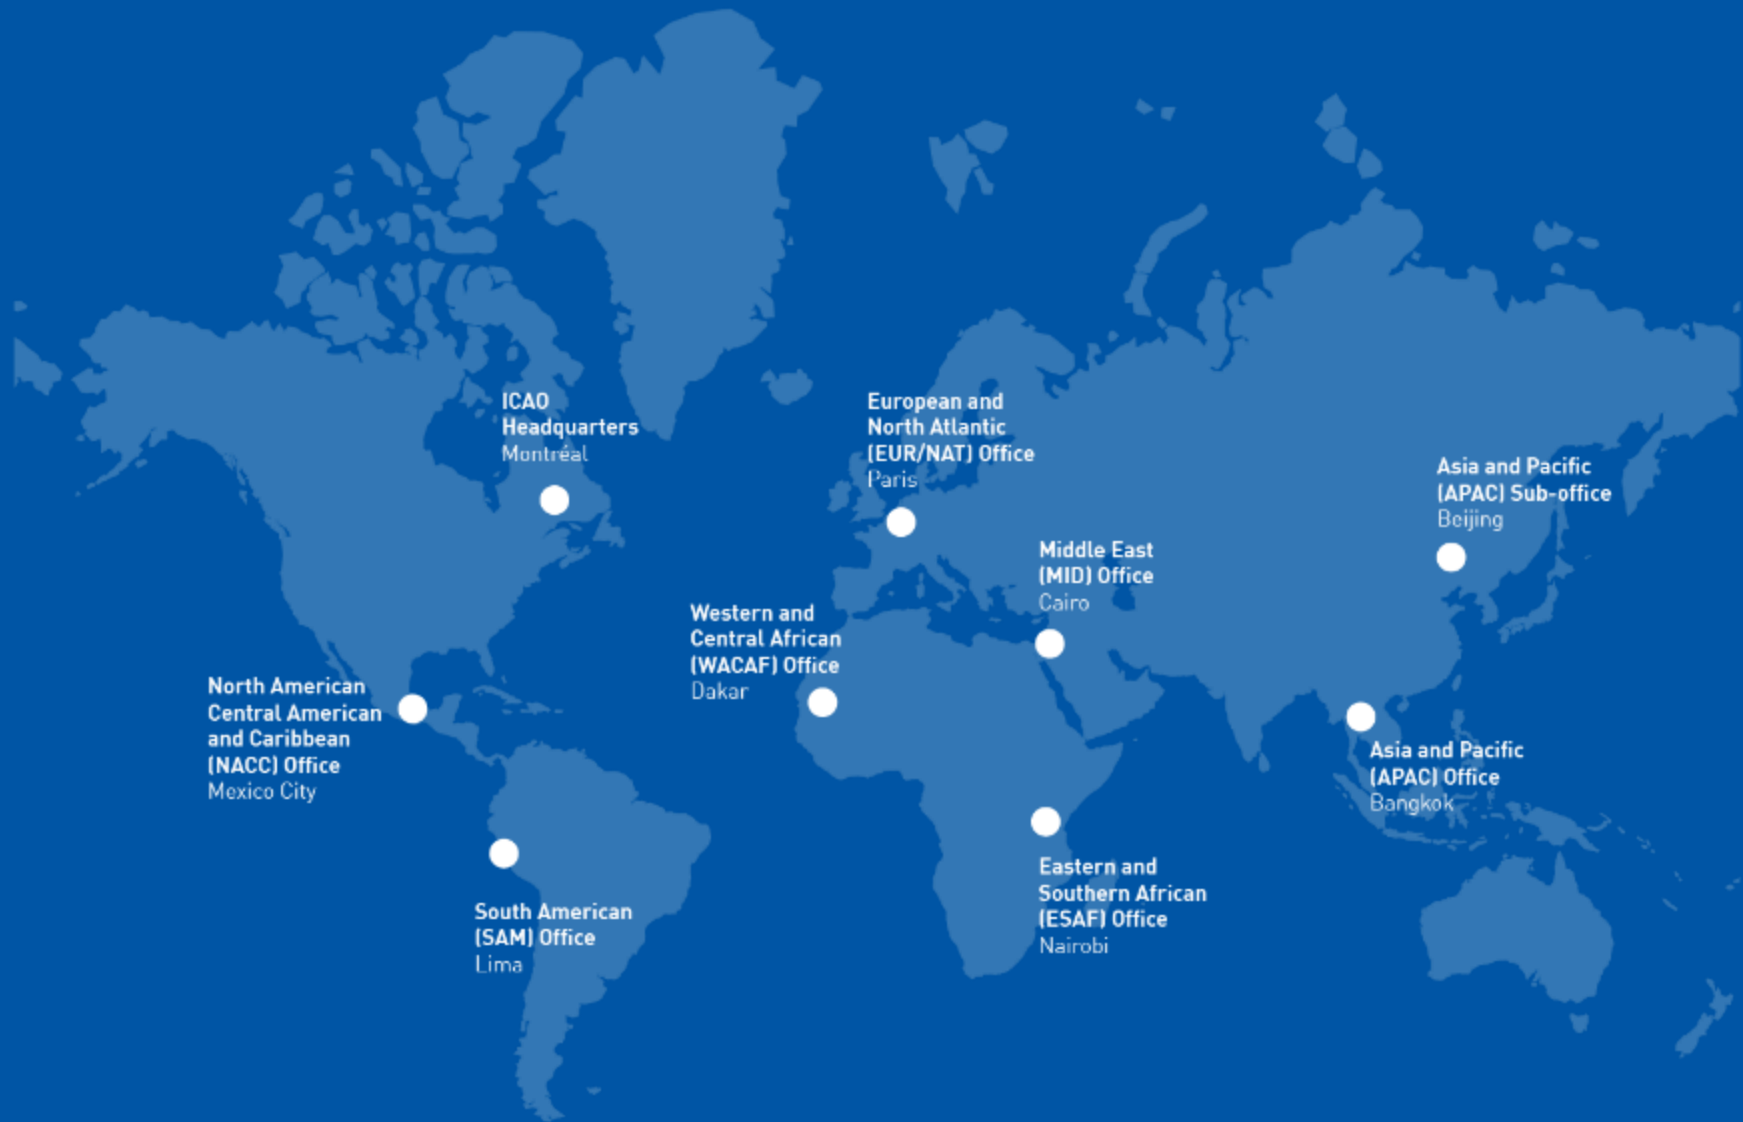 ICAO
Headquarters
Montréal
European and
North Atlantic
(EUR/NAT) Office
Paris
Asia and Pacific
(APAC) Sub-office
Beijing
Middle East
(MID) Office
Cairo
Western and
Central African
(WACAF) Office
Dakar
North American
Central American
and Caribbean
(NACC) Office
Mexico City
Asia and Pacific
(APAC) Office
Bangkok
Eastern and
Southern African
(ESAF) Office
Nairobi
South American
(SAM) Office
Lima